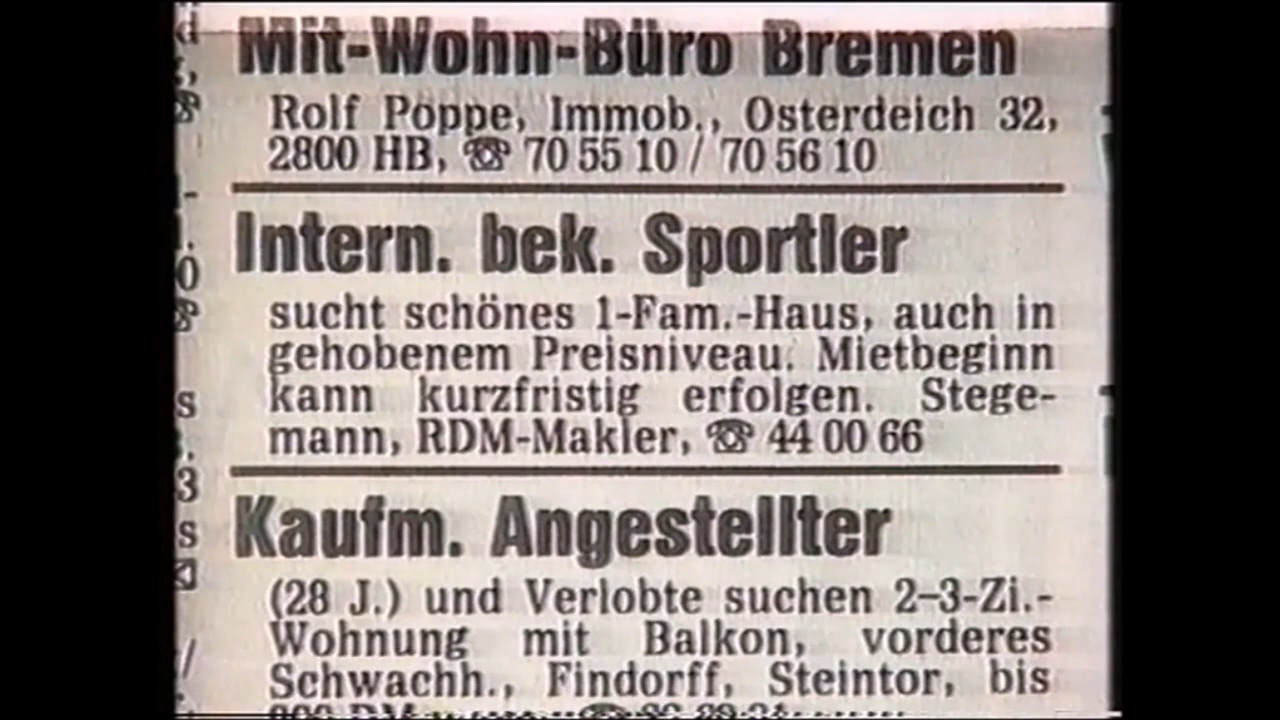 Mit-Wohn-Büro Bremen
Rolf Poppe, Immob., Osterdeich 32,
2800 HB, ☎ 70 55 10 / 70 56 10
Intern. bek. Sportler
sucht schönes 1-Fam.-Haus, auch in
gehobenem Preisniveau. Mietbeginn
kann kurzfristig erfolgen. Stege-
mann, RDM-Makler, ☎ 44 00 66
Kaufm. Angestellter
(28 J.) und Verlobte suchen 2–3-Zi.-
Wohnung mit Balkon, vorderes
Schwachh., Findorff, Steintor, bis